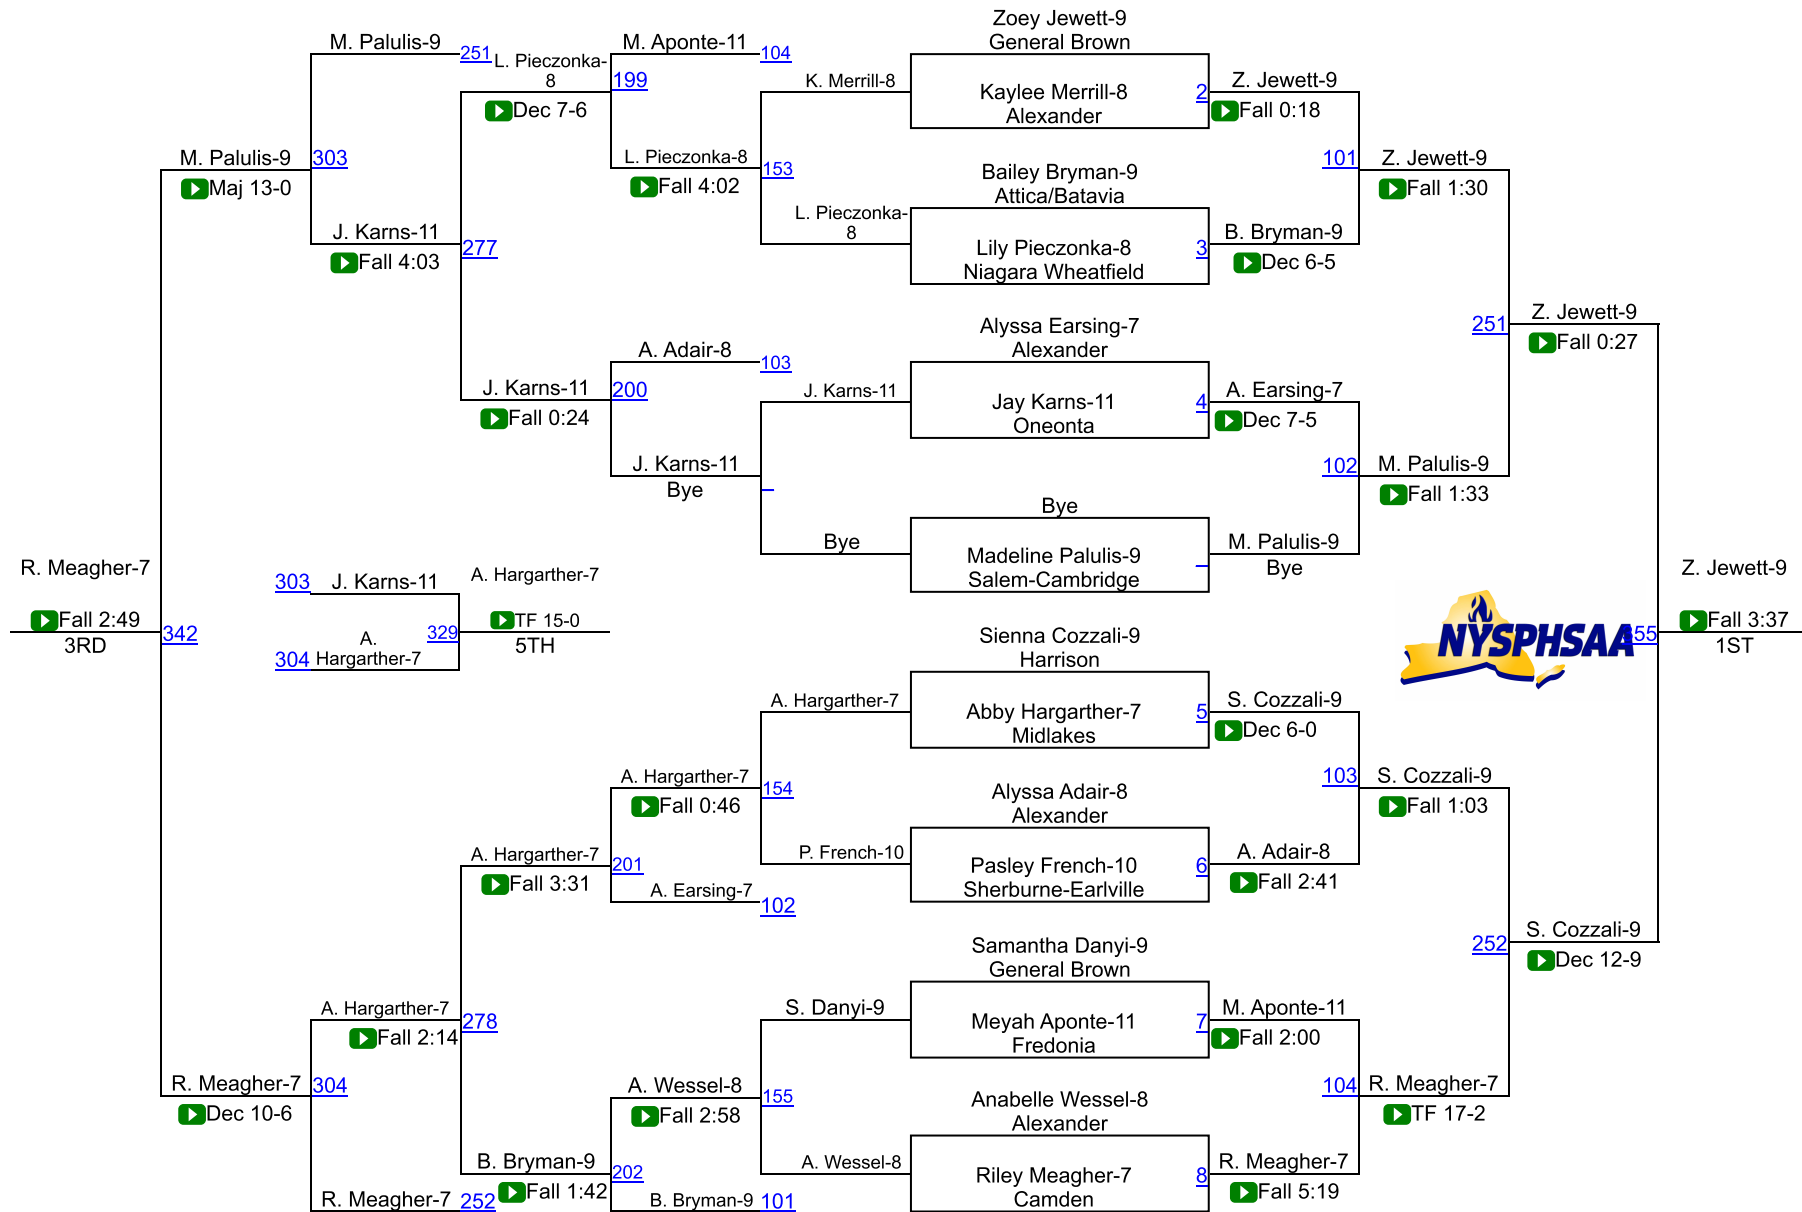 Zoey Jewett-9
General Brown
M. Palulis-9
251
L. Pieczonka-
8
M. Aponte-11
104
199
Dec 7-6
K. Merrill-8
Kaylee Merrill-8
Alexander
2
Z. Jewett-9
Fall 0:18
M. Palulis-9
303
Maj 13-0
L. Pieczonka-8
153
Fall 4:02
Bailey Bryman-9
Attica/Batavia
101
Z. Jewett-9
Fall 1:30
J. Karns-11
277
Fall 4:03
L. Pieczonka-
8
Lily Pieczonka-8
Niagara Wheatfield
3
B. Bryman-9
Dec 6-5
Alyssa Earsing-7
Alexander
251
Z. Jewett-9
Fall 0:27
A. Adair-8
103
J. Karns-11
200
Fall 0:24
J. Karns-11
Jay Karns-11
Oneonta
4
A. Earsing-7
Dec 7-5
J. Karns-11
Bye
102
M. Palulis-9
Fall 1:33
Bye
Bye
Madeline Palulis-9
Salem-Cambridge
M. Palulis-9
Bye
R. Meagher-7
Fall 2:49
3RD
342
303
J. Karns-11
A. Hargarther-7
A.
Hargarther-7
304
329
TF 15-0
5TH
NYSPHSAA
Z. Jewett-9
Fall 3:37
1ST
Sienna Cozzali-9
Harrison
A. Hargarther-7
Abby Hargarther-7
Midlakes
5
S. Cozzali-9
Dec 6-0
A. Hargarther-7
154
Fall 0:46
Alyssa Adair-8
Alexander
103
S. Cozzali-9
Fall 1:03
A. Hargarther-7
201
Fall 3:31
A. Earsing-7
102
P. French-10
Pasley French-10
Sherburne-Earlville
6
A. Adair-8
Fall 2:41
Samantha Danyi-9
General Brown
252
S. Cozzali-9
Dec 12-9
A. Hargarther-7
278
Fall 2:14
S. Danyi-9
Meyah Aponte-11
Fredonia
7
M. Aponte-11
Fall 2:00
R. Meagher-7
304
Dec 10-6
A. Wessel-8
155
Fall 2:58
Anabelle Wessel-8
Alexander
104
R. Meagher-7
TF 17-2
B. Bryman-9
202
Fall 1:42
A. Wessel-8
Riley Meagher-7
Camden
8
R. Meagher-7
Fall 5:19
R. Meagher-7
252
B. Bryman-9
101